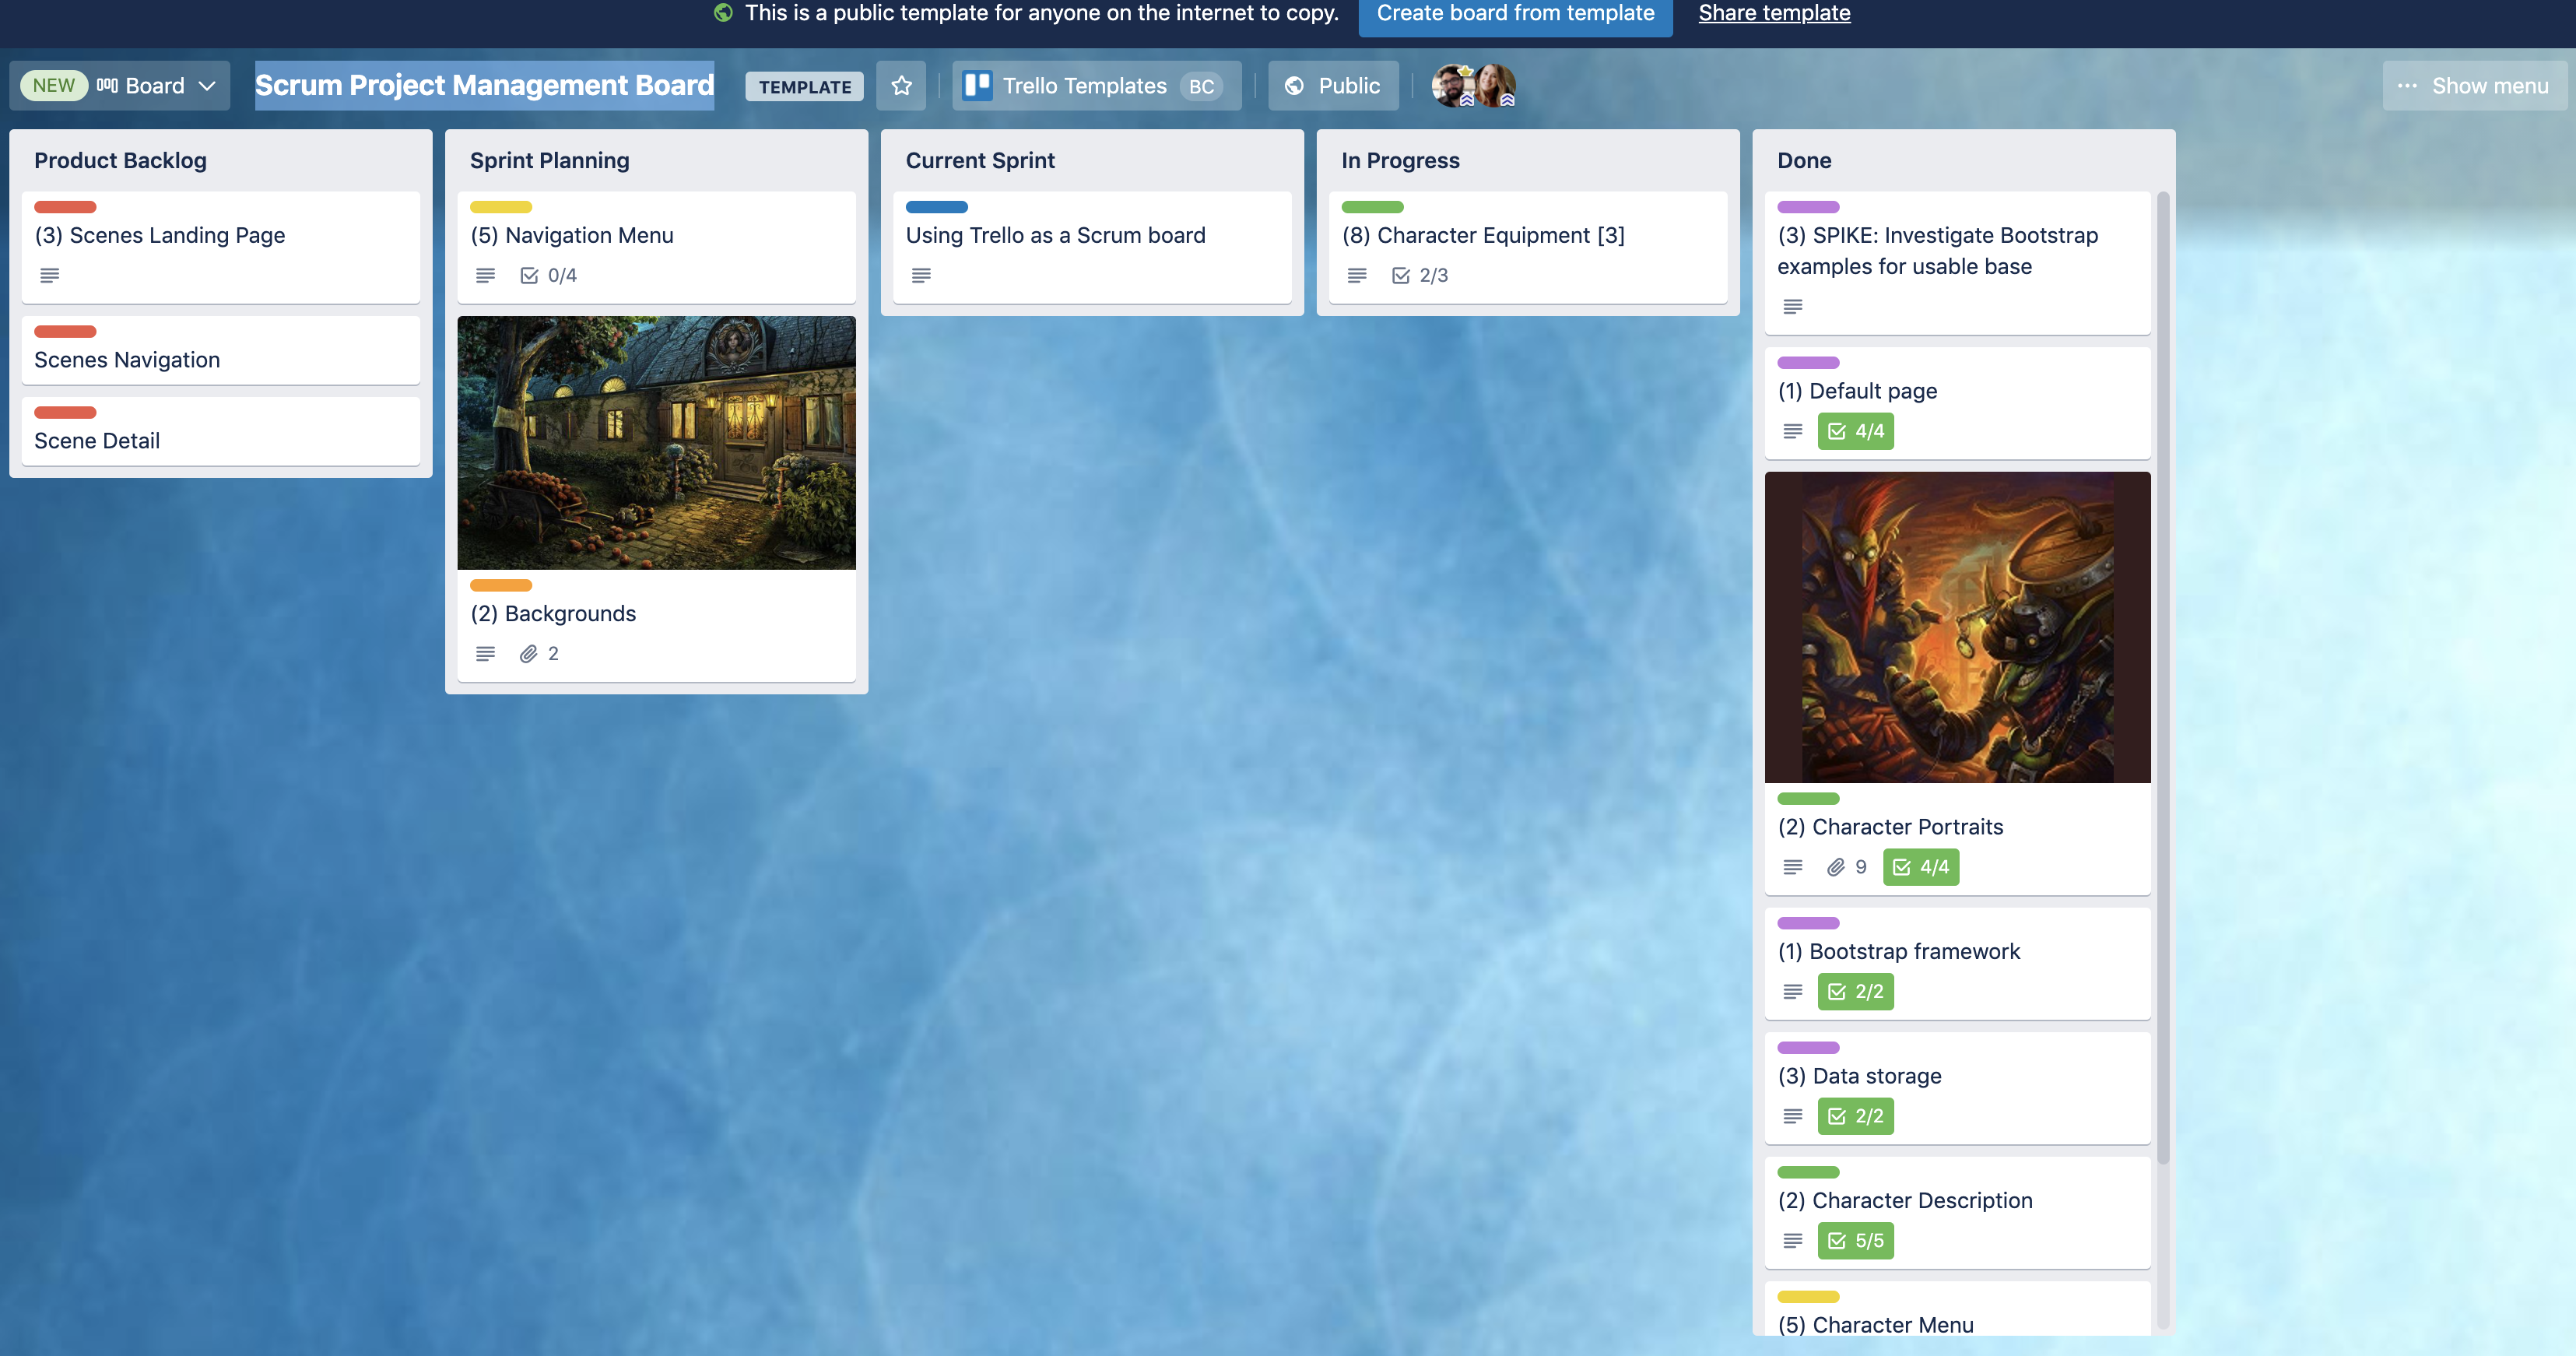 This is a public template for anyone on the internet to copy. Create board from template Share template
NEW Board Scrum Project Management Board TEMPLATE Trello Templates BC Public Show menu
Product Backlog
(3) Scenes Landing Page
Scenes Navigation
Scene Detail
Sprint Planning
(5) Navigation Menu
0/4
(2) Backgrounds
2
Current Sprint
Using Trello as a Scrum board
In Progress
(8) Character Equipment [3]
2/3
Done
(3) SPIKE: Investigate Bootstrap
examples for usable base
(1) Default page
4/4
(2) Character Portraits
9 4/4
(1) Bootstrap framework
2/2
(3) Data storage
2/2
(2) Character Description
5/5
(5) Character Menu